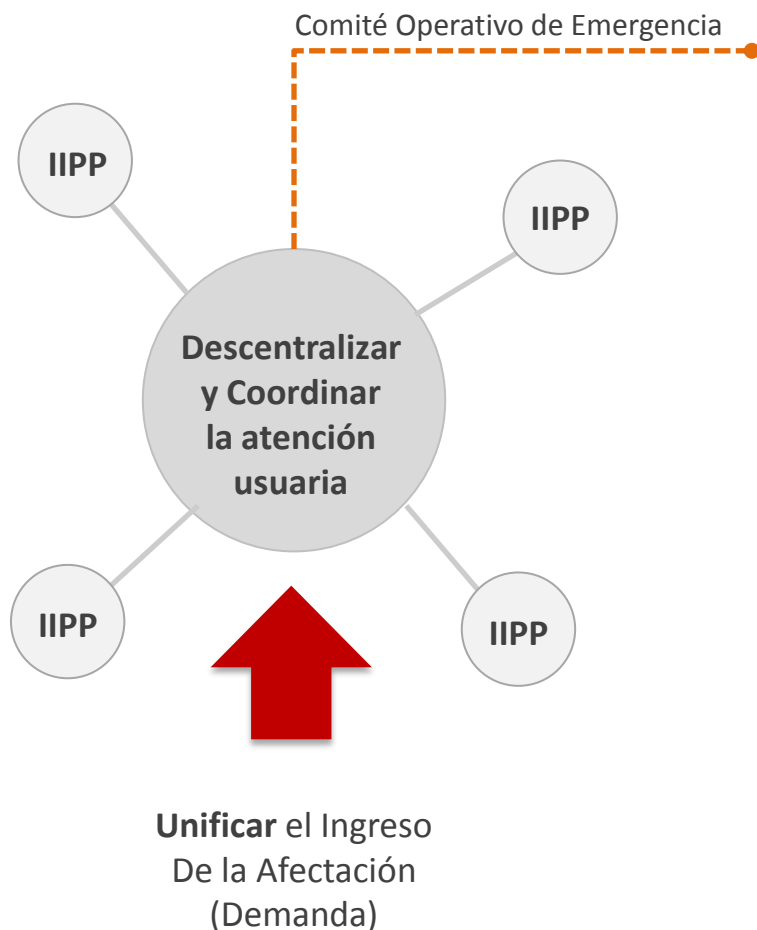 Comité Operativo de Emergencia
IIPP
IIPP
Descentralizar
y Coordinar
la atención
usuaria
IIPP
IIPP
Unificar el Ingreso
De la Afectación
(Demanda)